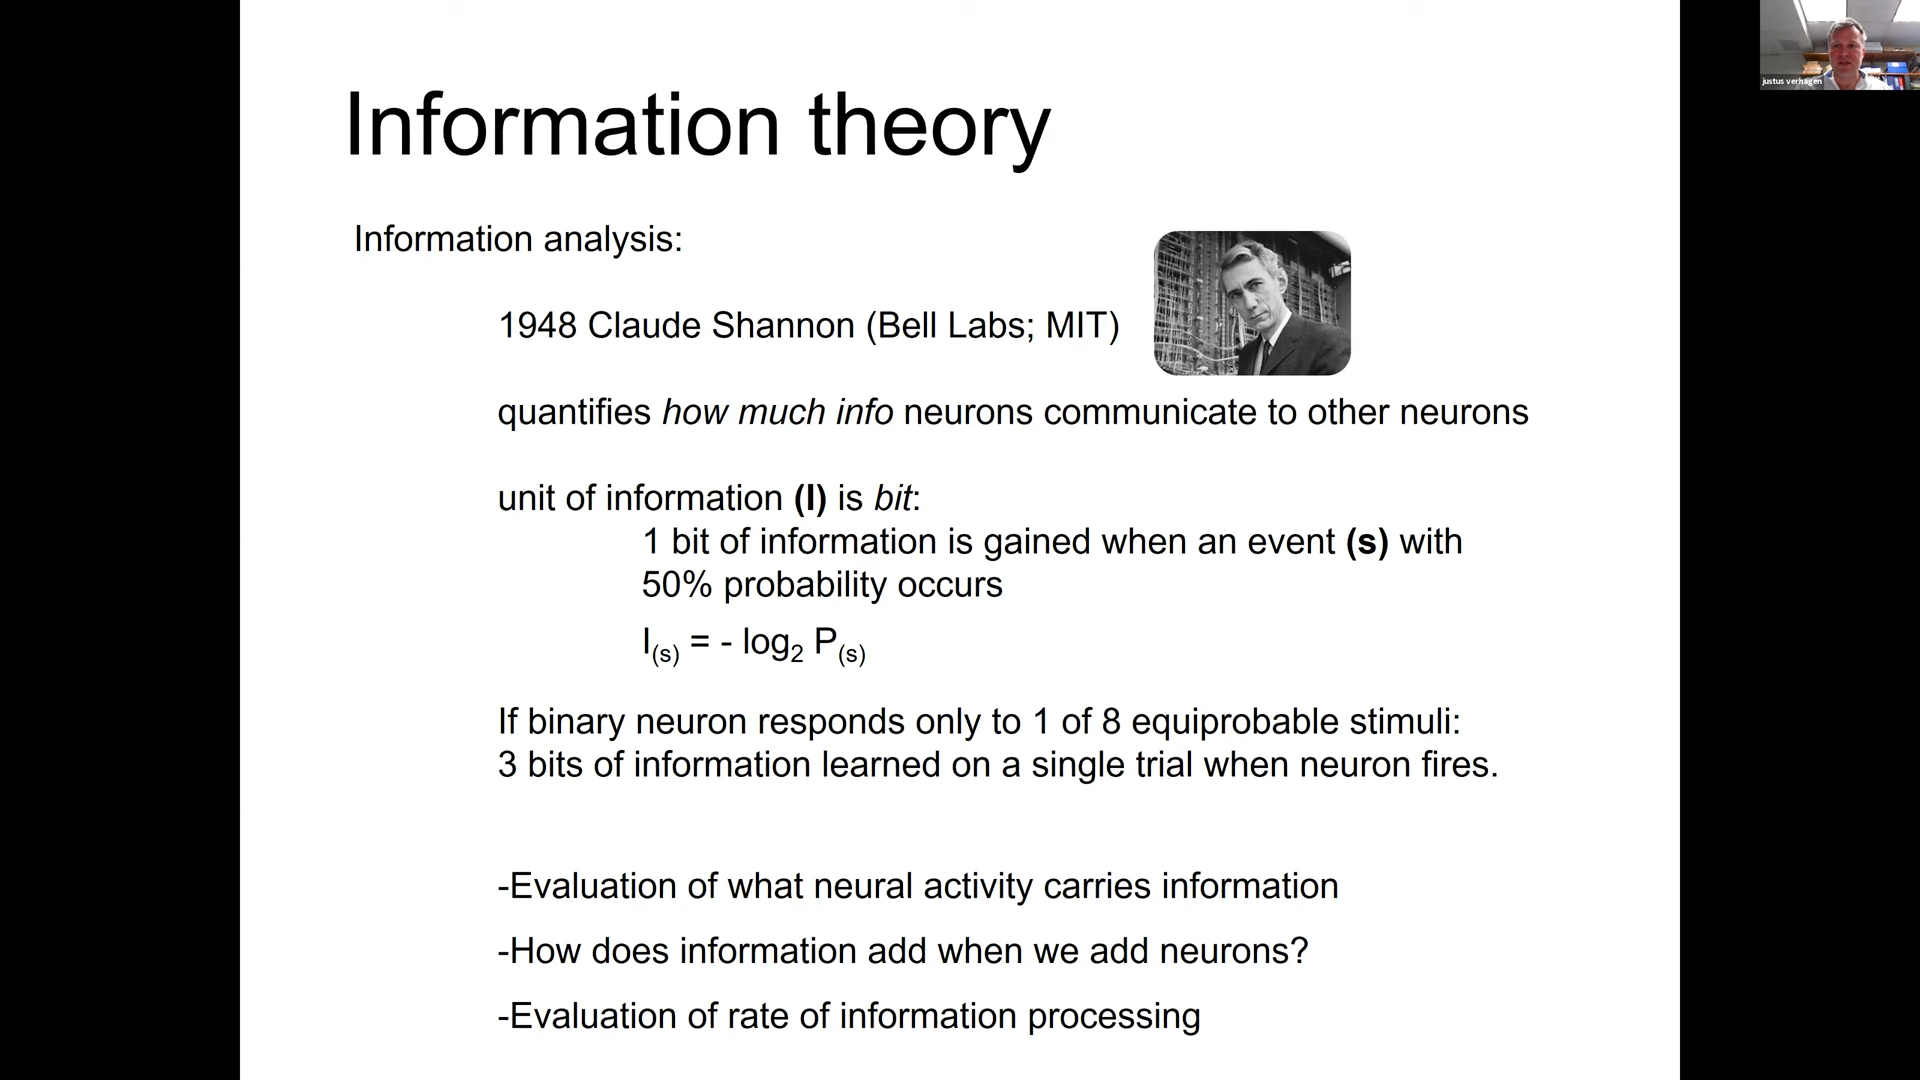 justus verhagen
Information theory
Information analysis:
1948 Claude Shannon (Bell Labs; MIT)
quantifies how much info neurons communicate to other neurons
unit of information (I) is bit:
1 bit of information is gained when an event (s) with
50% probability occurs
I(s) = - log2 P(s)
If binary neuron responds only to 1 of 8 equiprobable stimuli:
3 bits of information learned on a single trial when neuron fires.
-Evaluation of what neural activity carries information
-How does information add when we add neurons?
-Evaluation of rate of information processing